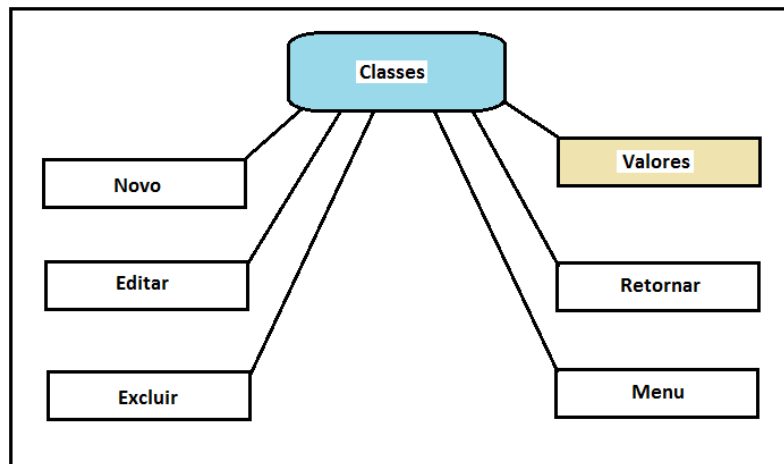 Classes
Novo
Valores
Editar
Retornar
Excluir
Menu